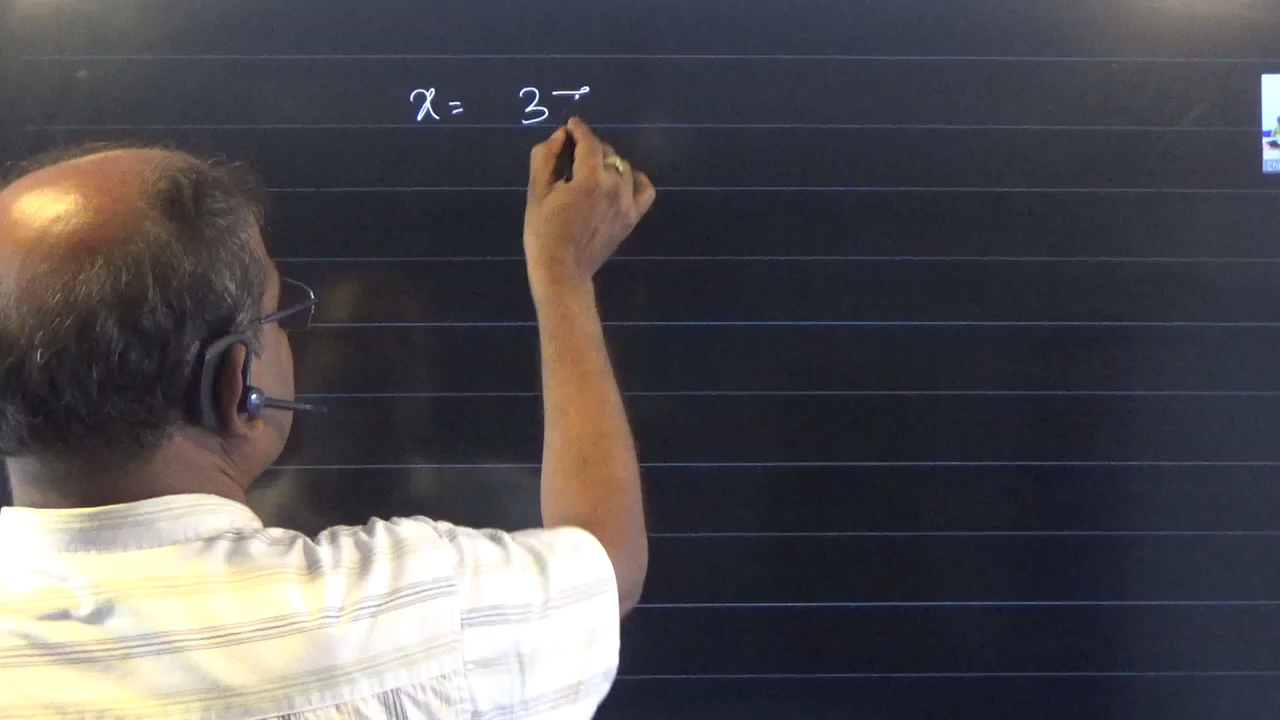 x = 3